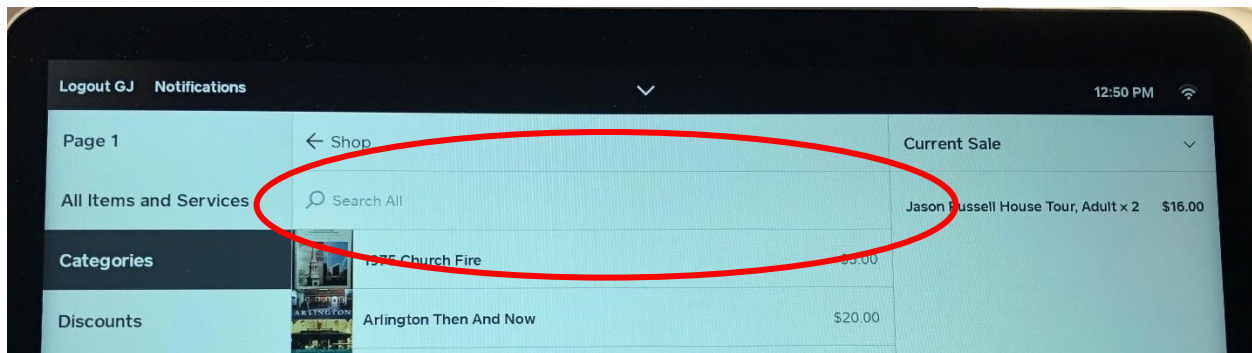 Logout GJ Notifications
12:50 PM
Page 1
← Shop
Current Sale
All Items and Services
Search All
Jason Russell House Tour, Adult × 2 $16.00
Categories
1975 Church Fire
$5.00
Discounts
ARLINGTON
Arlington Then And Now
$20.00